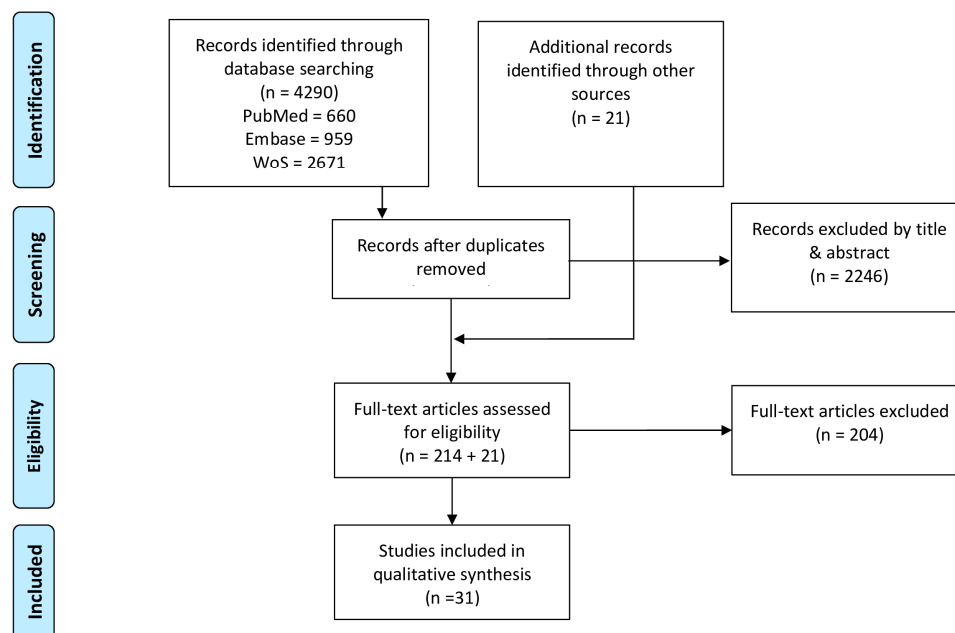 Identification
Records identified through
database searching
(n = 4290)
PubMed = 660
Embase = 959
WoS = 2671
Additional records
identified through other
sources
(n = 21)
Screening
Records after duplicates
removed
Records excluded by title
& abstract
(n = 2246)
Eligibility
Full-text articles assessed
for eligibility
(n = 214 + 21)
Full-text articles excluded
(n = 204)
Included
Studies included in
qualitative synthesis
(n =31)